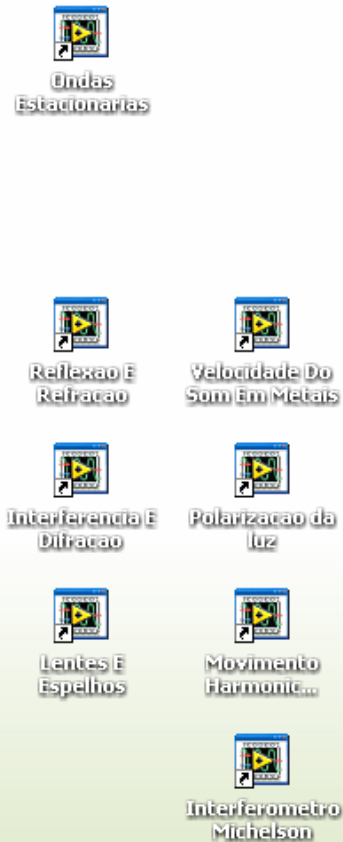 Ondas
Estacionarias
Reflexao E
Refracao
Velocidade Do
Som Em Metais
Interferencia E
Difracao
Polarizacao da
luz
Lentes E
Espelhos
Movimento
Harmonic...
Interferometro
Michelson